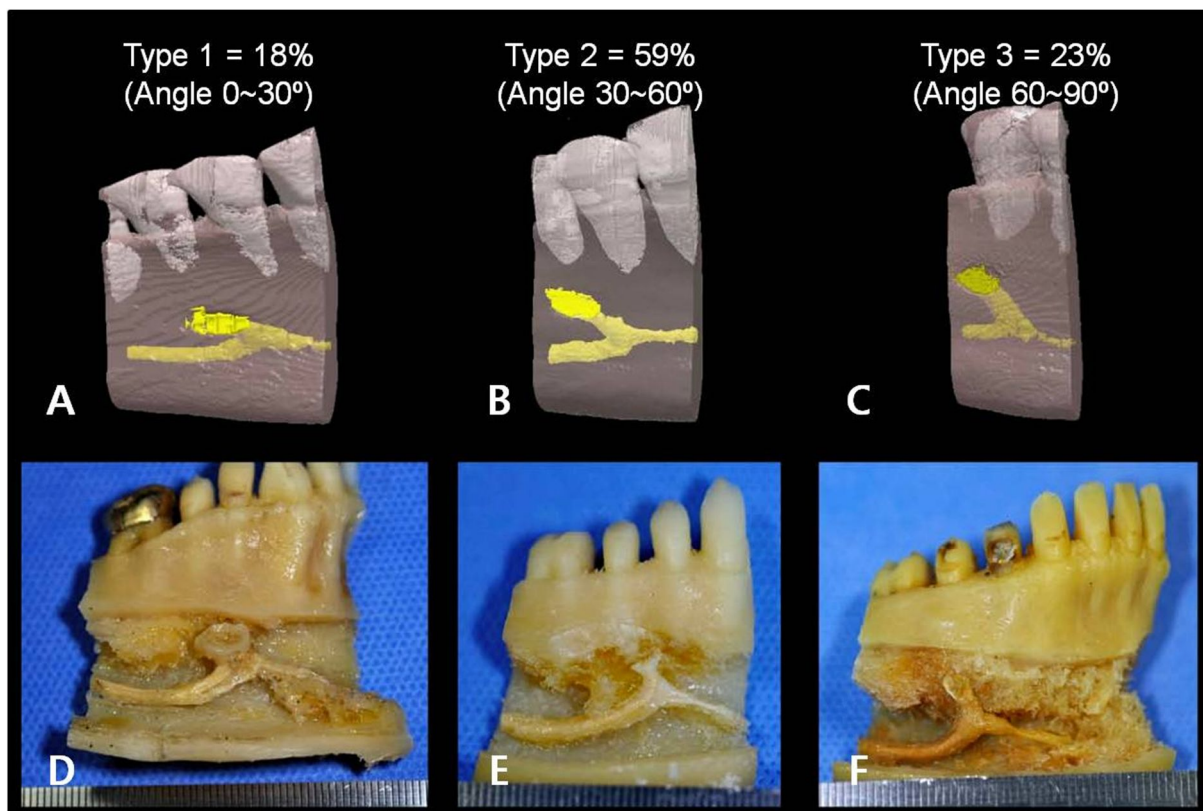 Type 1 = 18%
(Angle 0~30º)
Type 2 = 59%
(Angle 30~60º)
Type 3 = 23%
(Angle 60~90º)
A
B
C
D
E
F